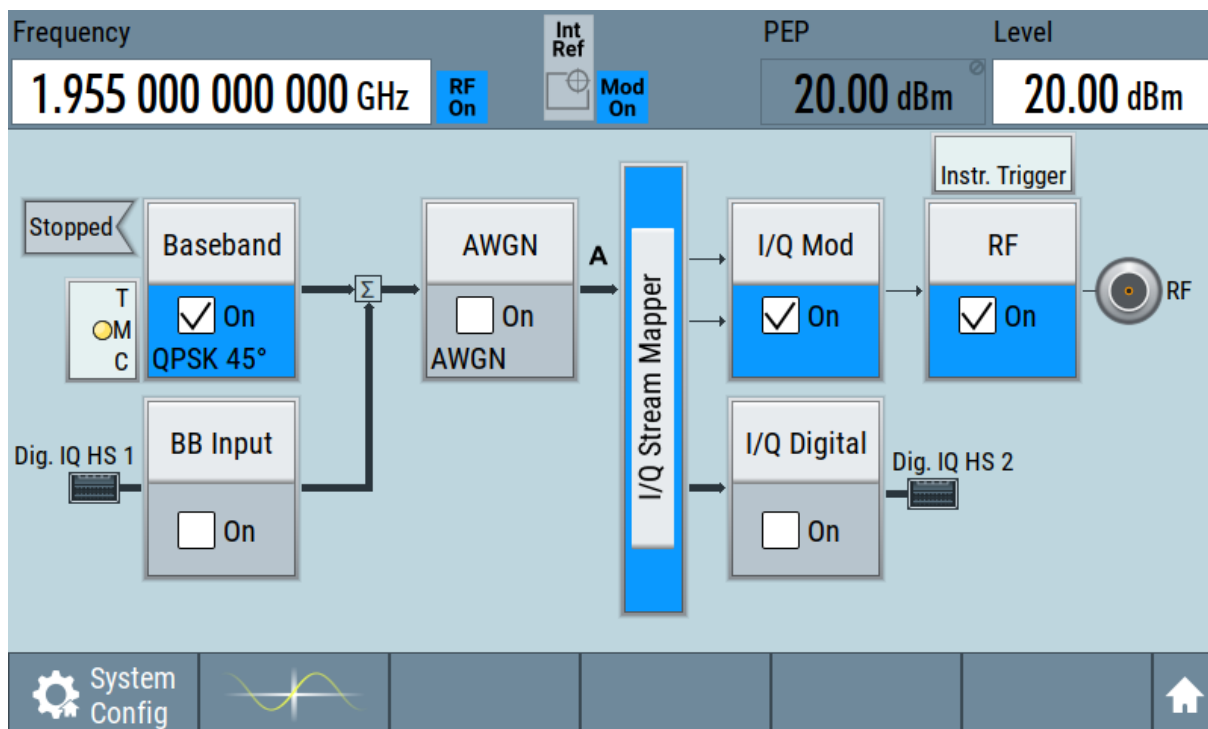 Frequency
Int
Ref
PEP
Level
1.955 000 000 000 GHz
RF
On
Mod
On
20.00 dBm
20.00 dBm
Instr. Trigger
Stopped
Baseband
AWGN
A
I/Q Mod
RF
T
M
C
On
QPSK 45°
Σ
On
AWGN
I/Q Stream Mapper
On
On
RF
Dig. IQ HS 1
BB Input
On
I/Q Digital
On
Dig. IQ HS 2
System
Config